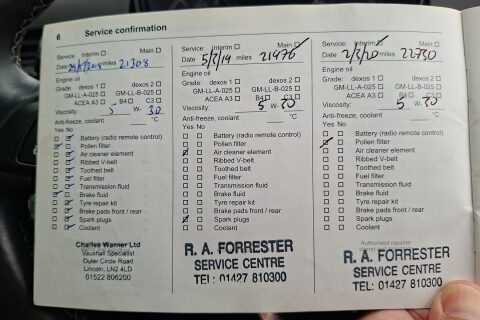 6 Service confirmation
Service: Interim Main
Date 2018 miles 21308
Engine oil
Grade: dexos 1 dexos 2
GM-LL-A-025 GM-LL-B-025
ACEA A3 B4 C3
Viscosity: 5 W- 30
Anti-freeze, coolant °C
Yes No
Battery (radio remote control)
Pollen filter
Air cleaner element
Ribbed V-belt
Toothed belt
Fuel filter
Transmission fluid
Brake fluid
Tyre repair kit
Brake pads front / rear
Spark plugs
Coolant
Charles Warner Ltd
Vauxhall Specialist
Outer Circle Road
Lincoln, LN2 4LD
01522 806200
Service: Interim Main
Date 5/3/19 miles 21976
Engine oil
Grade: dexos 1 dexos 2
GM-LL-A-025 GM-LL-B-025
ACEA A3 B4 C3
Viscosity: 5 W- 30
Anti-freeze, coolant °C
Yes No
Battery (radio remote control)
Pollen filter
Air cleaner element
Ribbed V-belt
Toothed belt
Fuel filter
Transmission fluid
Brake fluid
Tyre repair kit
Brake pads front / rear
Spark plugs
Coolant
R. A. FORRESTER
SERVICE CENTRE
TEL: 01427 810300
Service: Interim Main
Date 2/3/20 miles 22730
Engine oil
Grade: dexos 1 dexos 2
GM-LL-A-025 GM-LL-B-025
ACEA A3 B4 C3
Viscosity: 5 W- 30
Anti-freeze, coolant °C
Yes No
Battery (radio remote control)
Pollen filter
Air cleaner element
Ribbed V-belt
Toothed belt
Fuel filter
Transmission fluid
Brake fluid
Tyre repair kit
Brake pads front / rear
Spark plugs
Coolant
Authorised repairer
R. A. FORRESTER
SERVICE CENTRE
TEL: 01427 810300